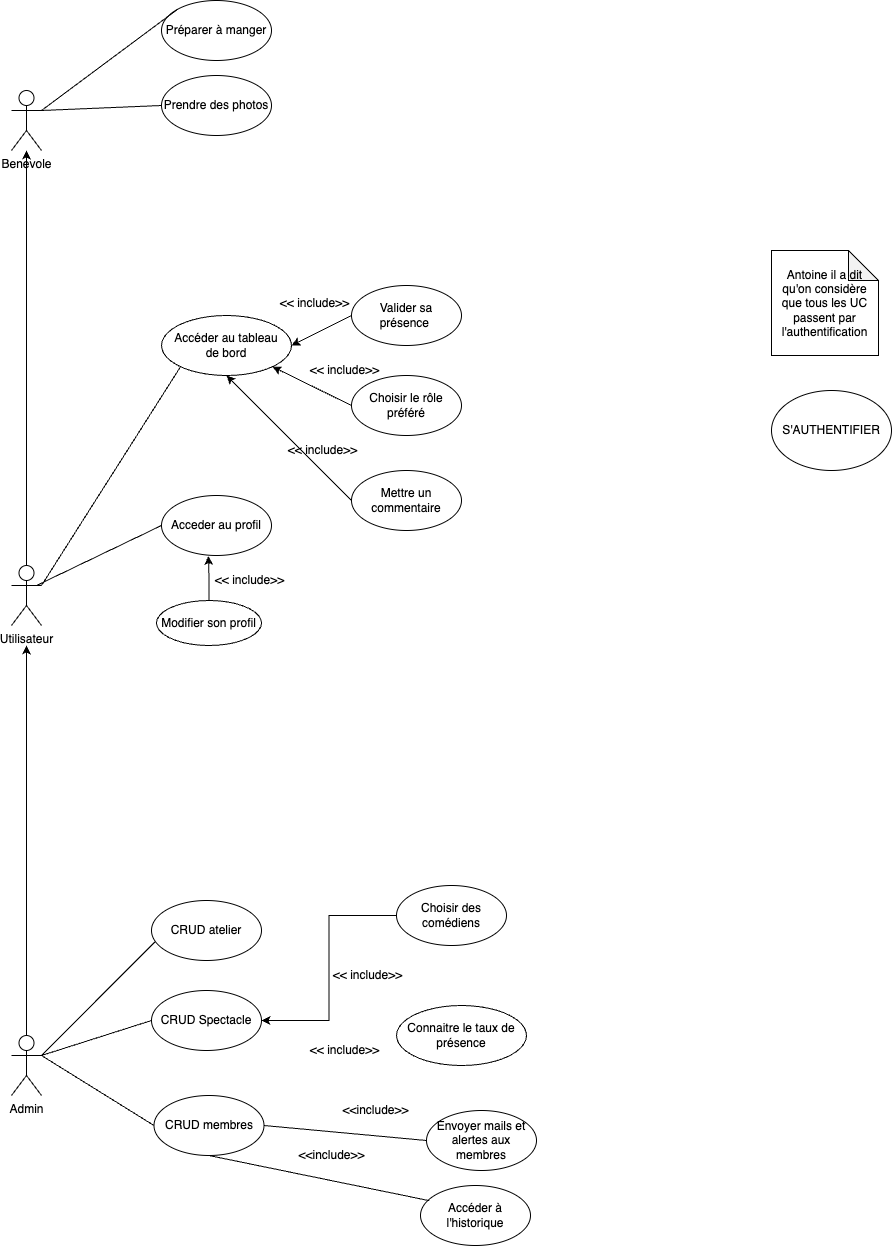 Préparer à manger
Prendre des photos
Benévole
Antoine il a dit
qu'on considère
que tous les UC
passent par
l'authentification
<< include>>
Valider sa
présence
Accéder au tableau
de bord
<< include>>
Choisir le rôle
préféré
S'AUTHENTIFIER
<< include>>
Mettre un
commentaire
Acceder au profil
<< include>>
Modifier son profil
Utilisateur
Choisir des
comédiens
CRUD atelier
<< include>>
CRUD Spectacle
Connaitre le taux de
présence
<< include>>
Admin
<<include>>
CRUD membres
Envoyer mails et
alertes aux
membres
<<include>>
Accéder à
l'historique